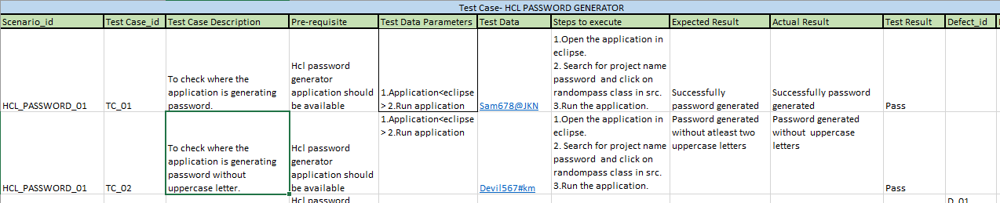 Test Case- HCL PASSWORD GENERATOR
Scenario_id Test Case_id Test Case Description Pre-requisite Test Data Parameters Test Data Steps to execute Expected Result Actual Result Test Result Defect_id
HCL_PASSWORD_01
TC_01
To check where the
application is generating
password.
Hcl password
generator
application should
be available
1.Application<eclipse
> 2.Run application
Sam678@JKN
1.Open the application in
eclipse.
2. Search for project name
password  and click on
randompass class in src.
3.Run the application.
Successfully
password generated
Successfully password
generated
Pass
HCL_PASSWORD_01
TC_02
To check where the
application is generating
password without
uppercase letter.
Hcl password
generator
application should
be available
1.Application<eclipse
> 2.Run application
Devil567#km
1.Open the application in
eclipse.
2. Search for project name
password  and click on
randompass class in src.
3.Run the application.
Password generated
without atleast two
uppercase letters
Password generated
without  uppercase
letters
Pass
Hcl password
D_01